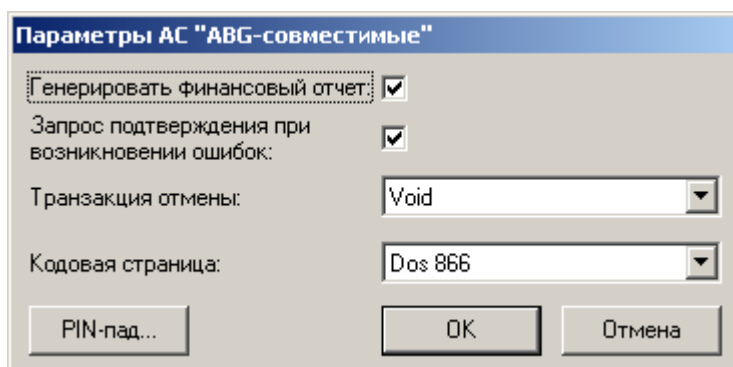 Параметры АС "ABG-совместимые"
Генерировать финансовый отчет:
Запрос подтверждения при
возникновении ошибок:
Транзакция отмены:
Void
Кодовая страница:
Dos 866
PIN-пад...
OK
Отмена